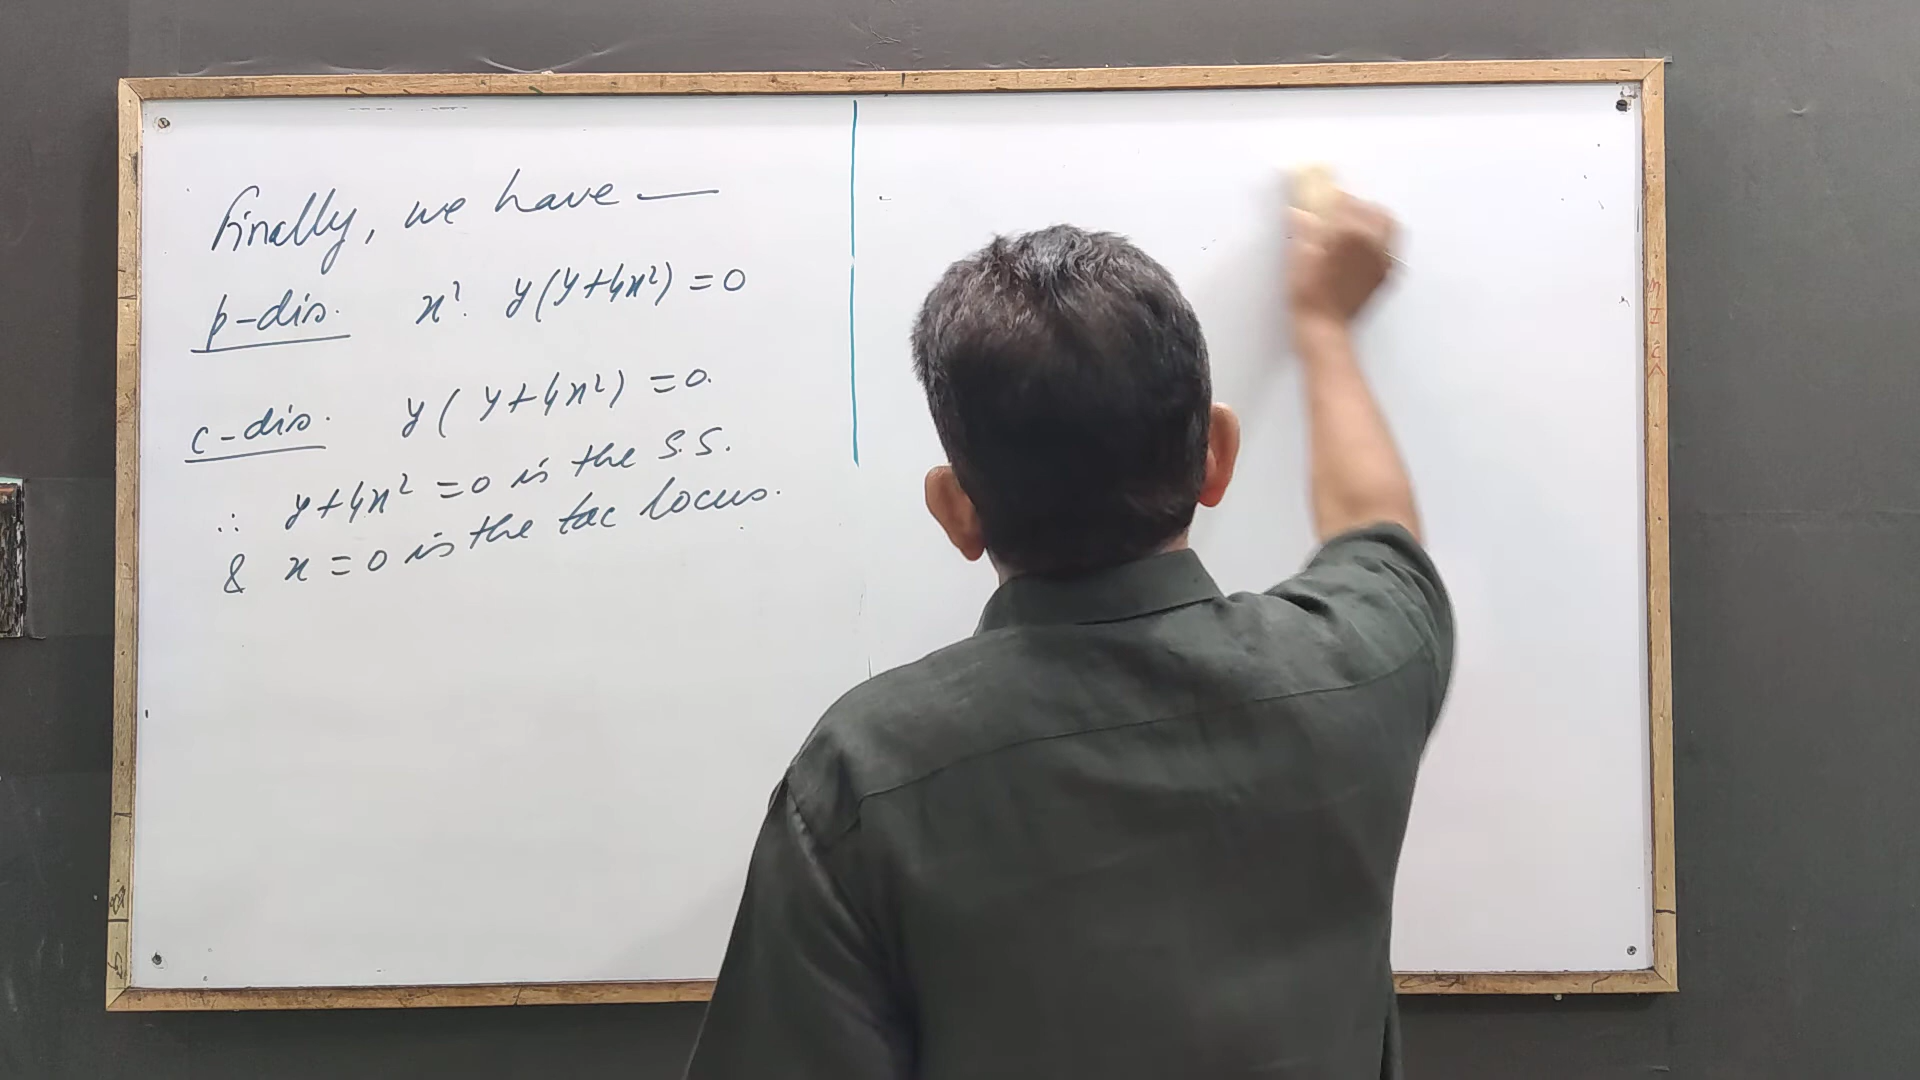 Finally, we have —
p-dis. x². y(y+4x²) = 0
c-dis. y( y+4x²) = 0.
∴ y+4x² = 0 is the S.S.
& x = 0 is the tac locus.